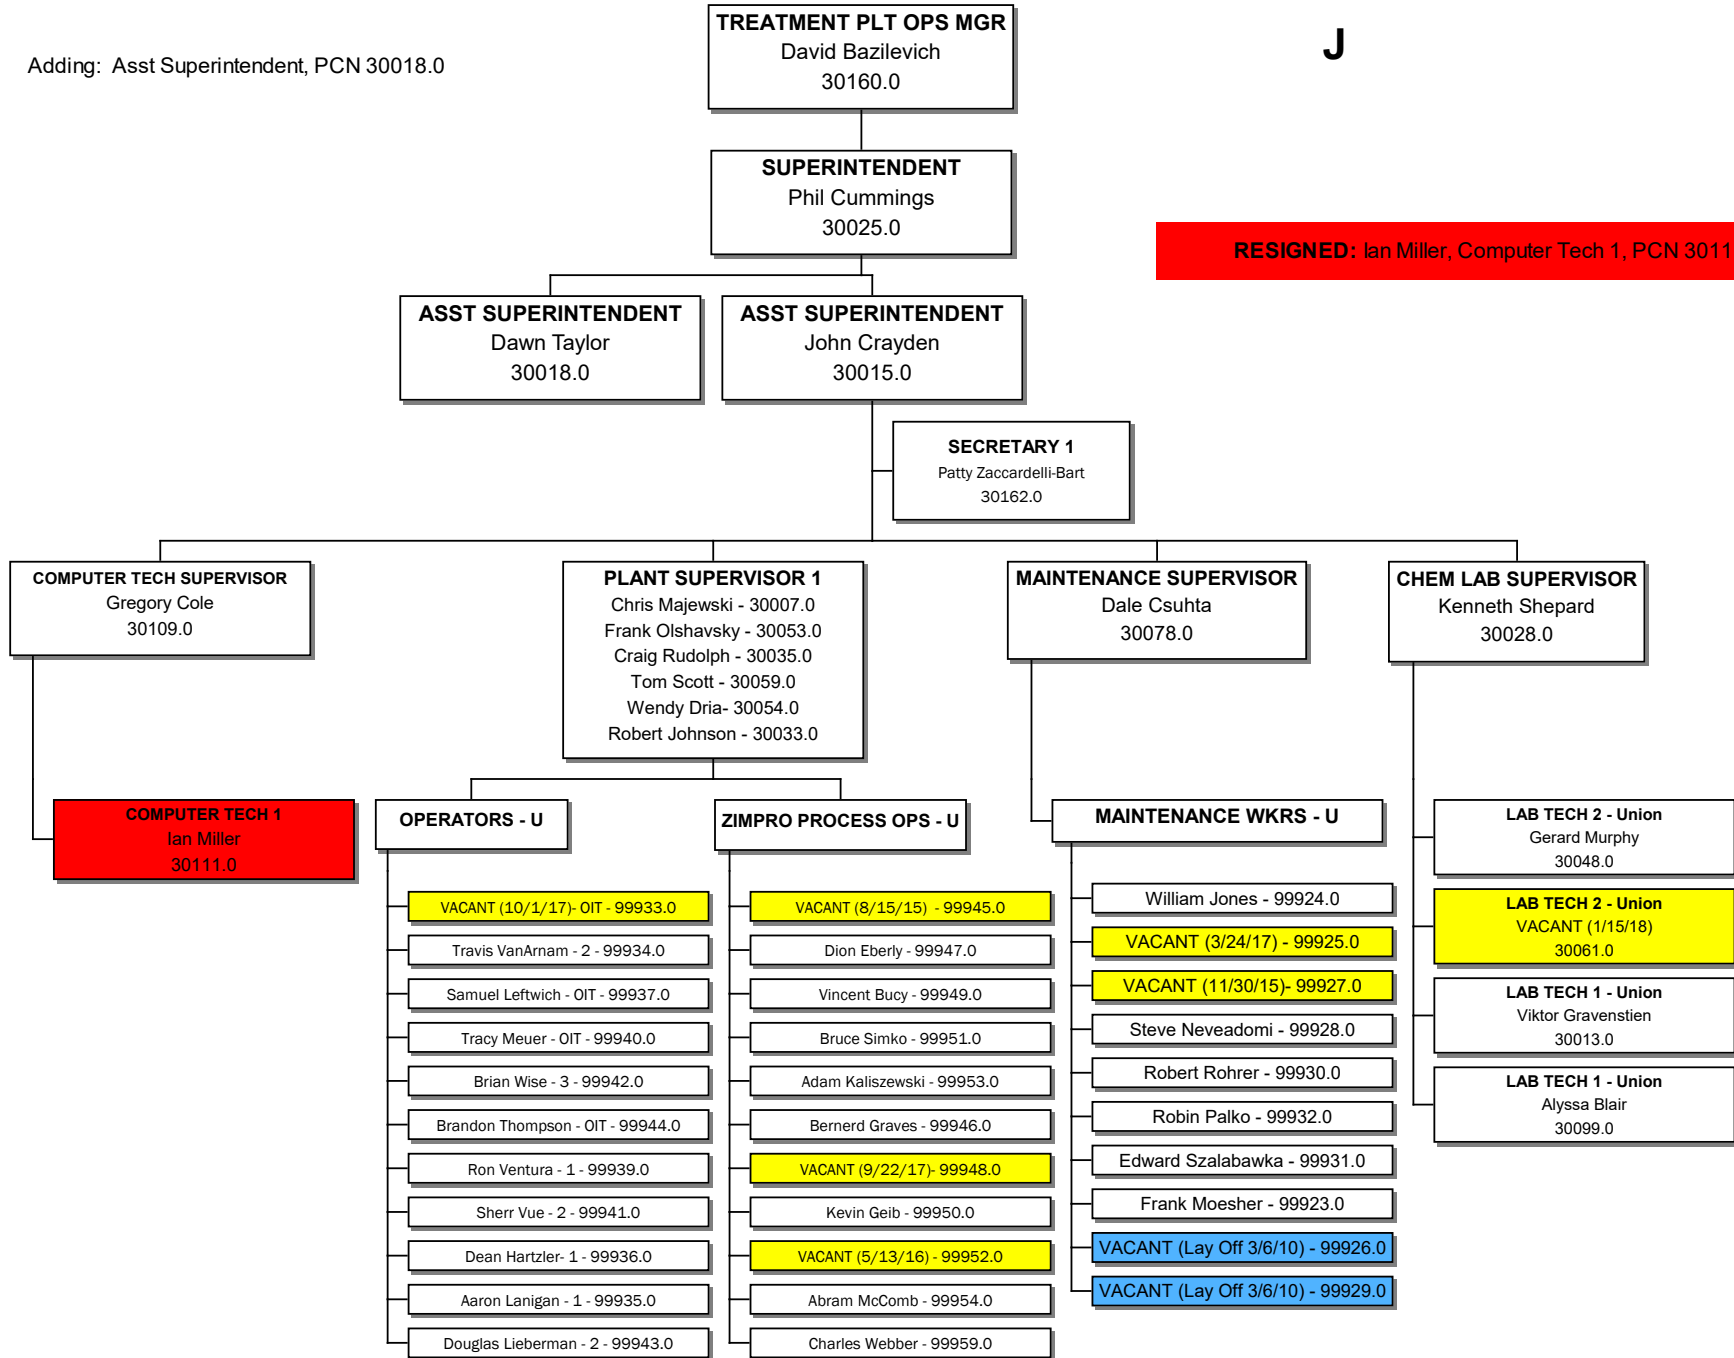 TREATMENT PLT OPS MGR
David Bazilevich
30160.0
J
Adding: Asst Superintendent, PCN 30018.0
SUPERINTENDENT
Phil Cummings
30025.0
RESIGNED: Ian Miller, Computer Tech 1, PCN 3011
ASST SUPERINTENDENT
Dawn Taylor
30018.0
ASST SUPERINTENDENT
John Crayden
30015.0
SECRETARY 1
Patty Zaccardelli-Bart
30162.0
COMPUTER TECH SUPERVISOR
Gregory Cole
30109.0
PLANT SUPERVISOR 1
Chris Majewski - 30007.0
Frank Olshavsky - 30053.0
Craig Rudolph - 30035.0
Tom Scott - 30059.0
Wendy Dria- 30054.0
Robert Johnson - 30033.0
MAINTENANCE SUPERVISOR
Dale Csuhta
30078.0
CHEM LAB SUPERVISOR
Kenneth Shepard
30028.0
COMPUTER TECH 1
Ian Miller
30111.0
OPERATORS - U
VACANT (10/1/17)- OIT - 99933.0
Travis VanArnam - 2 - 99934.0
Samuel Leftwich - OIT - 99937.0
Tracy Meuer - OIT - 99940.0
Brian Wise - 3 - 99942.0
Brandon Thompson - OIT - 99944.0
Ron Ventura - 1 - 99939.0
Sherr Vue - 2 - 99941.0
Dean Hartzler- 1 - 99936.0
Aaron Lanigan - 1 - 99935.0
Douglas Lieberman - 2 - 99943.0
ZIMPRO PROCESS OPS - U
VACANT (8/15/15) - 99945.0
Dion Eberly - 99947.0
Vincent Bucy - 99949.0
Bruce Simko - 99951.0
Adam Kaliszewski - 99953.0
Bernerd Graves - 99946.0
VACANT (9/22/17)- 99948.0
Kevin Geib - 99950.0
VACANT (5/13/16) - 99952.0
Abram McComb - 99954.0
Charles Webber - 99959.0
MAINTENANCE WKRS - U
William Jones - 99924.0
VACANT (3/24/17) - 99925.0
VACANT (11/30/15)- 99927.0
Steve Neveadomi - 99928.0
Robert Rohrer - 99930.0
Robin Palko - 99932.0
Edward Szalabawka - 99931.0
Frank Moesher - 99923.0
VACANT (Lay Off 3/6/10) - 99926.0
VACANT (Lay Off 3/6/10) - 99929.0
LAB TECH 2 - Union
Gerard Murphy
30048.0
LAB TECH 2 - Union
VACANT (1/15/18)
30061.0
LAB TECH 1 - Union
Viktor Gravenstien
30013.0
LAB TECH 1 - Union
Alyssa Blair
30099.0